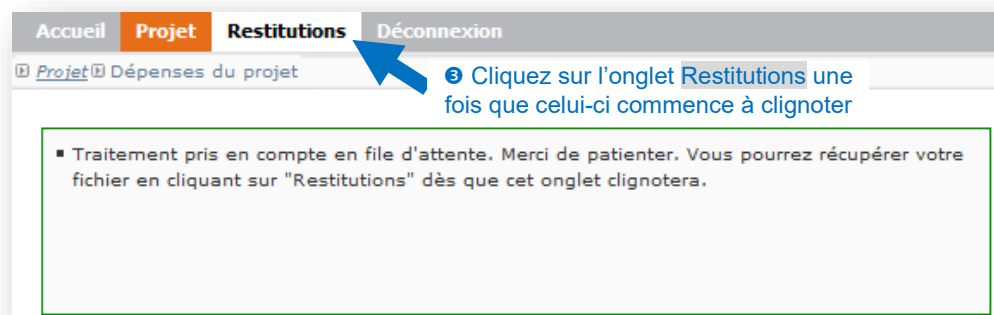 Accueil Projet Restitutions Déconnexion
Projet Dépenses du projet
❸ Cliquez sur l’onglet Restitutions une
fois que celui-ci commence à clignoter
▪ Traitement pris en compte en file d'attente. Merci de patienter. Vous pourrez récupérer votre
fichier en cliquant sur "Restitutions" dès que cet onglet clignotera.